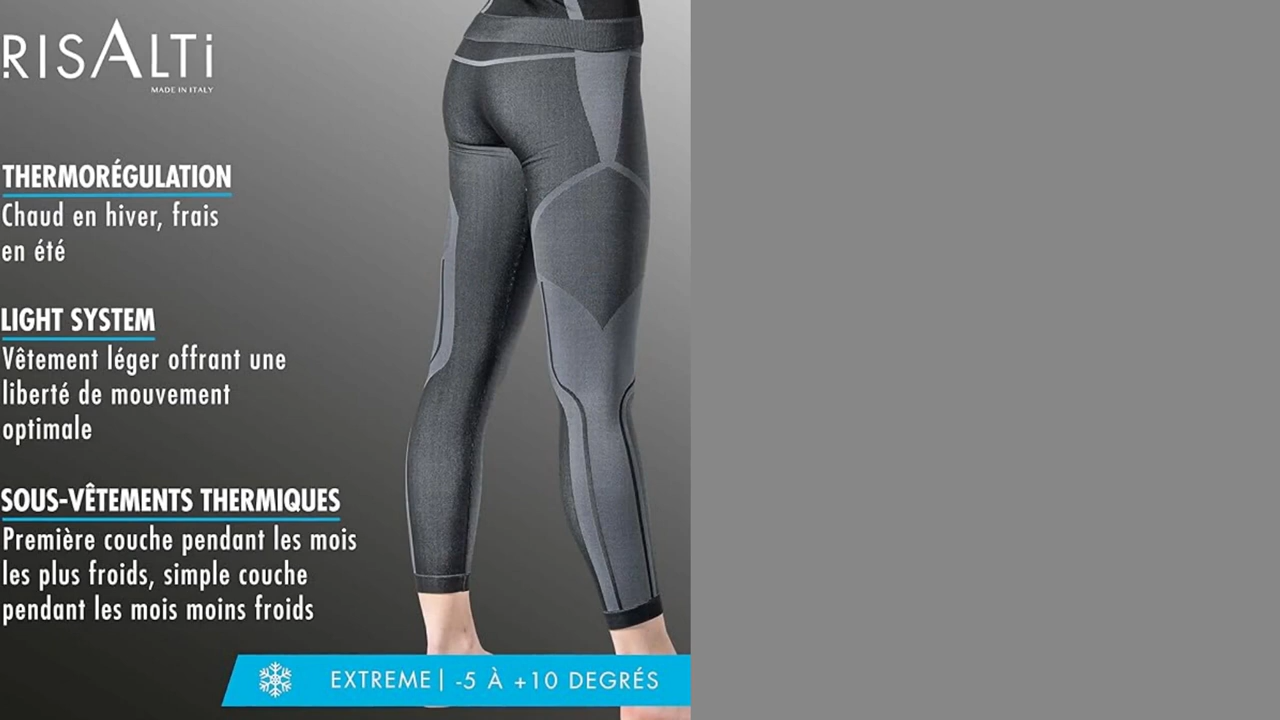 RISALTi
MADE IN ITALY
THERMORÉGULATION
Chaud en hiver, frais
en été
LIGHT SYSTEM
Vêtement léger offrant une
liberté de mouvement
optimale
SOUS-VÊTEMENTS THERMIQUES
Première couche pendant les mois
les plus froids, simple couche
pendant les mois moins froids
EXTREME| -5 À +10 DEGRÉS